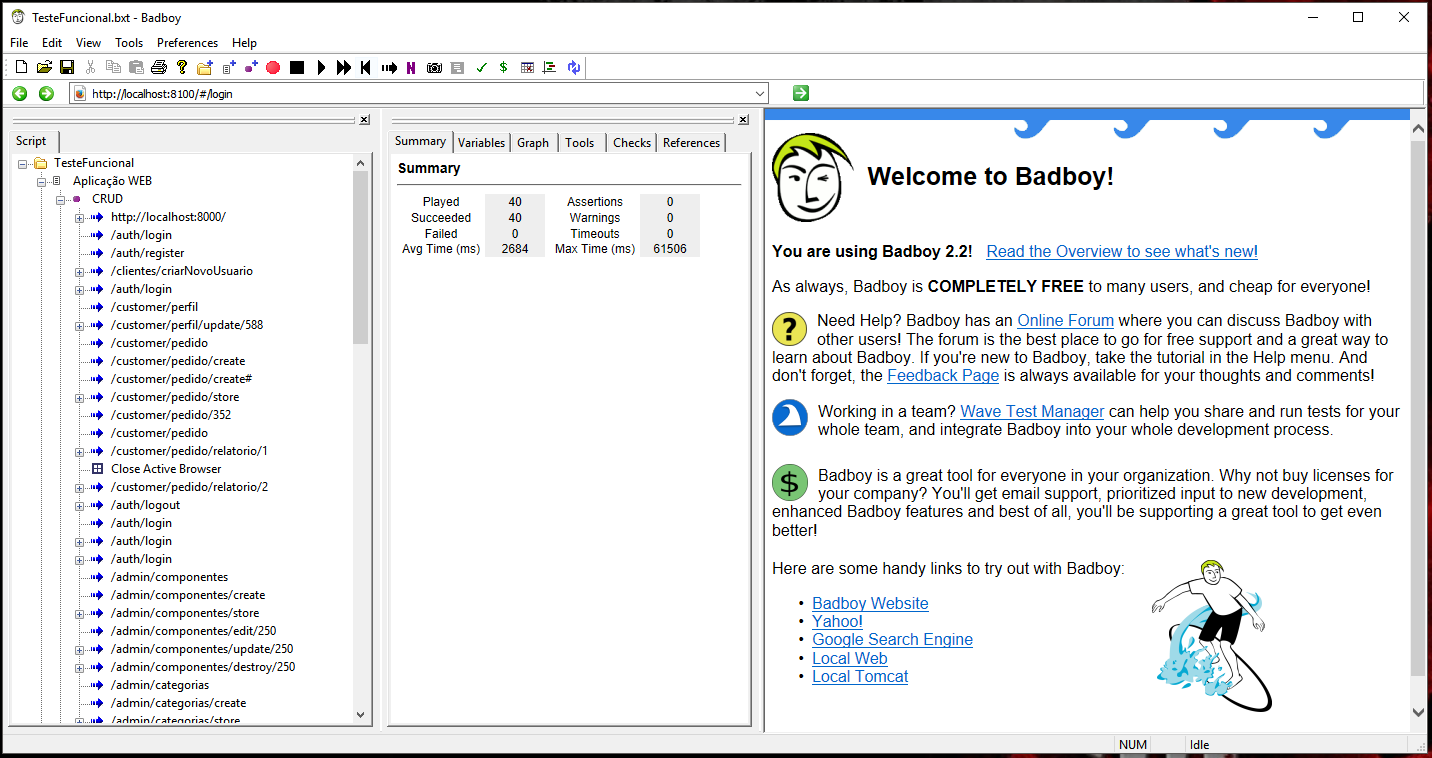 TesteFuncional.bxt - Badboy
File Edit View Tools Preferences Help
http://localhost:8100/#/login
Script
TesteFuncional
Aplicação WEB
CRUD
http://localhost:8000/
/auth/login
/auth/register
/clientes/criarNovoUsuario
/auth/login
/customer/perfil
/customer/perfil/update/588
/customer/pedido
/customer/pedido/create
/customer/pedido/create#
/customer/pedido/store
/customer/pedido/352
/customer/pedido
/customer/pedido/relatorio/1
Close Active Browser
/customer/pedido/relatorio/2
/auth/logout
/auth/login
/auth/login
/auth/login
/admin/componentes
/admin/componentes/create
/admin/componentes/store
/admin/componentes/edit/250
/admin/componentes/update/250
/admin/componentes/destroy/250
/admin/categorias
/admin/categorias/create
/admin/categorias/store
Summary Variables Graph Tools Checks References
Summary
Played 40 Assertions 0
Succeeded 40 Warnings 0
Failed 0 Timeouts 0
Avg Time (ms) 2684 Max Time (ms) 61506
Welcome to Badboy!
You are using Badboy 2.2! Read the Overview to see what's new!
As always, Badboy is COMPLETELY FREE to many users, and cheap for everyone!
Need Help? Badboy has an Online Forum where you can discuss Badboy with
other users! The forum is the best place to go for free support and a great way to
learn about Badboy. If you're new to Badboy, take the tutorial in the Help menu. And
don't forget, the Feedback Page is always available for your thoughts and comments!
Working in a team? Wave Test Manager can help you share and run tests for your
whole team, and integrate Badboy into your whole development process.
Badboy is a great tool for everyone in your organization. Why not buy licenses for
your company? You'll get email support, prioritized input to new development,
enhanced Badboy features and best of all, you'll be supporting a great tool to get even
better!
Here are some handy links to try out with Badboy:
• Badboy Website
• Yahoo!
• Google Search Engine
• Local Web
• Local Tomcat
NUM Idle